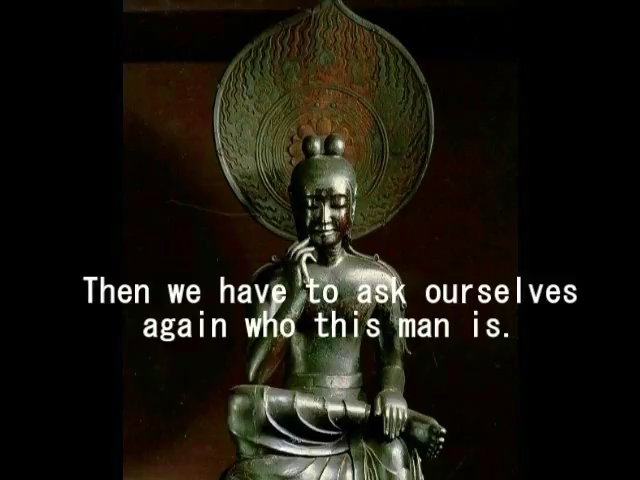 Then we have to ask ourselves
again who this man is.